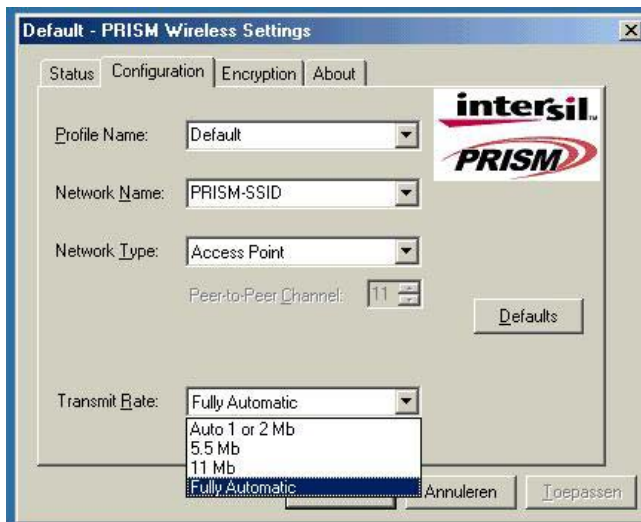 Default - PRISM Wireless Settings
Status Configuration Encryption About
intersil™
PRISM
Profile Name: Default
Network Name: PRISM-SSID
Network Type: Access Point
Peer-to-Peer Channel: 11
Defaults
Transmit Rate: Fully Automatic
Auto 1 or 2 Mb
5.5 Mb
11 Mb
Fully Automatic
Annuleren Toepassen